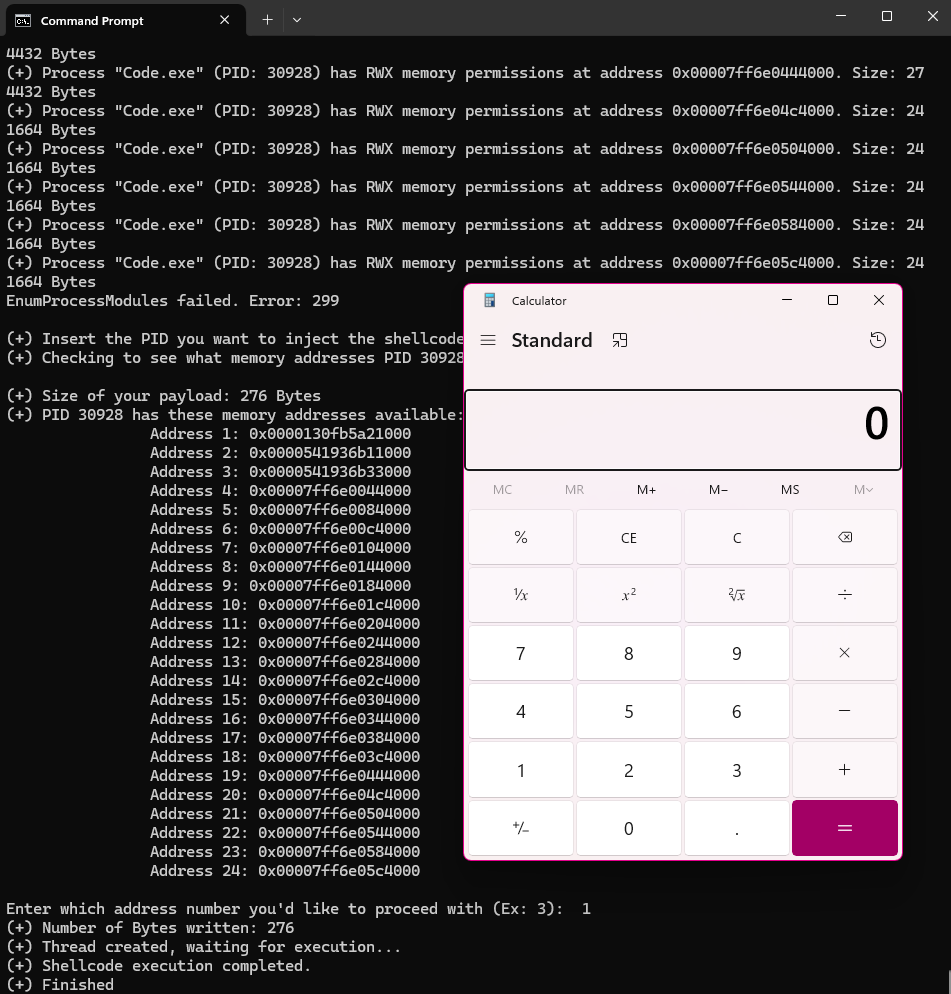 Command Prompt
4432 Bytes
(+) Process "Code.exe" (PID: 30928) has RWX memory permissions at address 0x00007ff6e0444000. Size: 27
4432 Bytes
(+) Process "Code.exe" (PID: 30928) has RWX memory permissions at address 0x00007ff6e04c4000. Size: 24
1664 Bytes
(+) Process "Code.exe" (PID: 30928) has RWX memory permissions at address 0x00007ff6e0504000. Size: 24
1664 Bytes
(+) Process "Code.exe" (PID: 30928) has RWX memory permissions at address 0x00007ff6e0544000. Size: 24
1664 Bytes
(+) Process "Code.exe" (PID: 30928) has RWX memory permissions at address 0x00007ff6e0584000. Size: 24
1664 Bytes
(+) Process "Code.exe" (PID: 30928) has RWX memory permissions at address 0x00007ff6e05c4000. Size: 24
1664 Bytes
EnumProcessModules failed. Error: 299
(+) Insert the PID you want to inject the shellcode
(+) Checking to see what memory addresses PID 30928
(+) Size of your payload: 276 Bytes
(+) PID 30928 has these memory addresses available:
Address 1: 0x0000130fb5a21000
Address 2: 0x0000541936b11000
Address 3: 0x0000541936b33000
Address 4: 0x00007ff6e0044000
Address 5: 0x00007ff6e0084000
Address 6: 0x00007ff6e00c4000
Address 7: 0x00007ff6e0104000
Address 8: 0x00007ff6e0144000
Address 9: 0x00007ff6e0184000
Address 10: 0x00007ff6e01c4000
Address 11: 0x00007ff6e0204000
Address 12: 0x00007ff6e0244000
Address 13: 0x00007ff6e0284000
Address 14: 0x00007ff6e02c4000
Address 15: 0x00007ff6e0304000
Address 16: 0x00007ff6e0344000
Address 17: 0x00007ff6e0384000
Address 18: 0x00007ff6e03c4000
Address 19: 0x00007ff6e0444000
Address 20: 0x00007ff6e04c4000
Address 21: 0x00007ff6e0504000
Address 22: 0x00007ff6e0544000
Address 23: 0x00007ff6e0584000
Address 24: 0x00007ff6e05c4000
Enter which address number you'd like to proceed with (Ex: 3):  1
(+) Number of Bytes written: 276
(+) Thread created, waiting for execution...
(+) Shellcode execution completed.
(+) Finished
Calculator
Standard
0
MC MR M+ M− MS M
% CE C
¹/x x² ²√x ÷
7 8 9 ×
4 5 6 −
1 2 3 +
+/− 0 . =